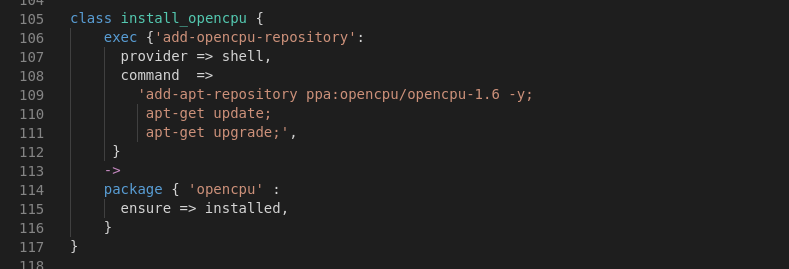 104
105 class install_opencpu {
106     exec {'add-opencpu-repository':
107       provider => shell,
108       command  =>
109         'add-apt-repository ppa:opencpu/opencpu-1.6 -y;
110          apt-get update;
111          apt-get upgrade;',
112      }
113     ->
114     package { 'opencpu' :
115       ensure => installed,
116     }
117 }
118